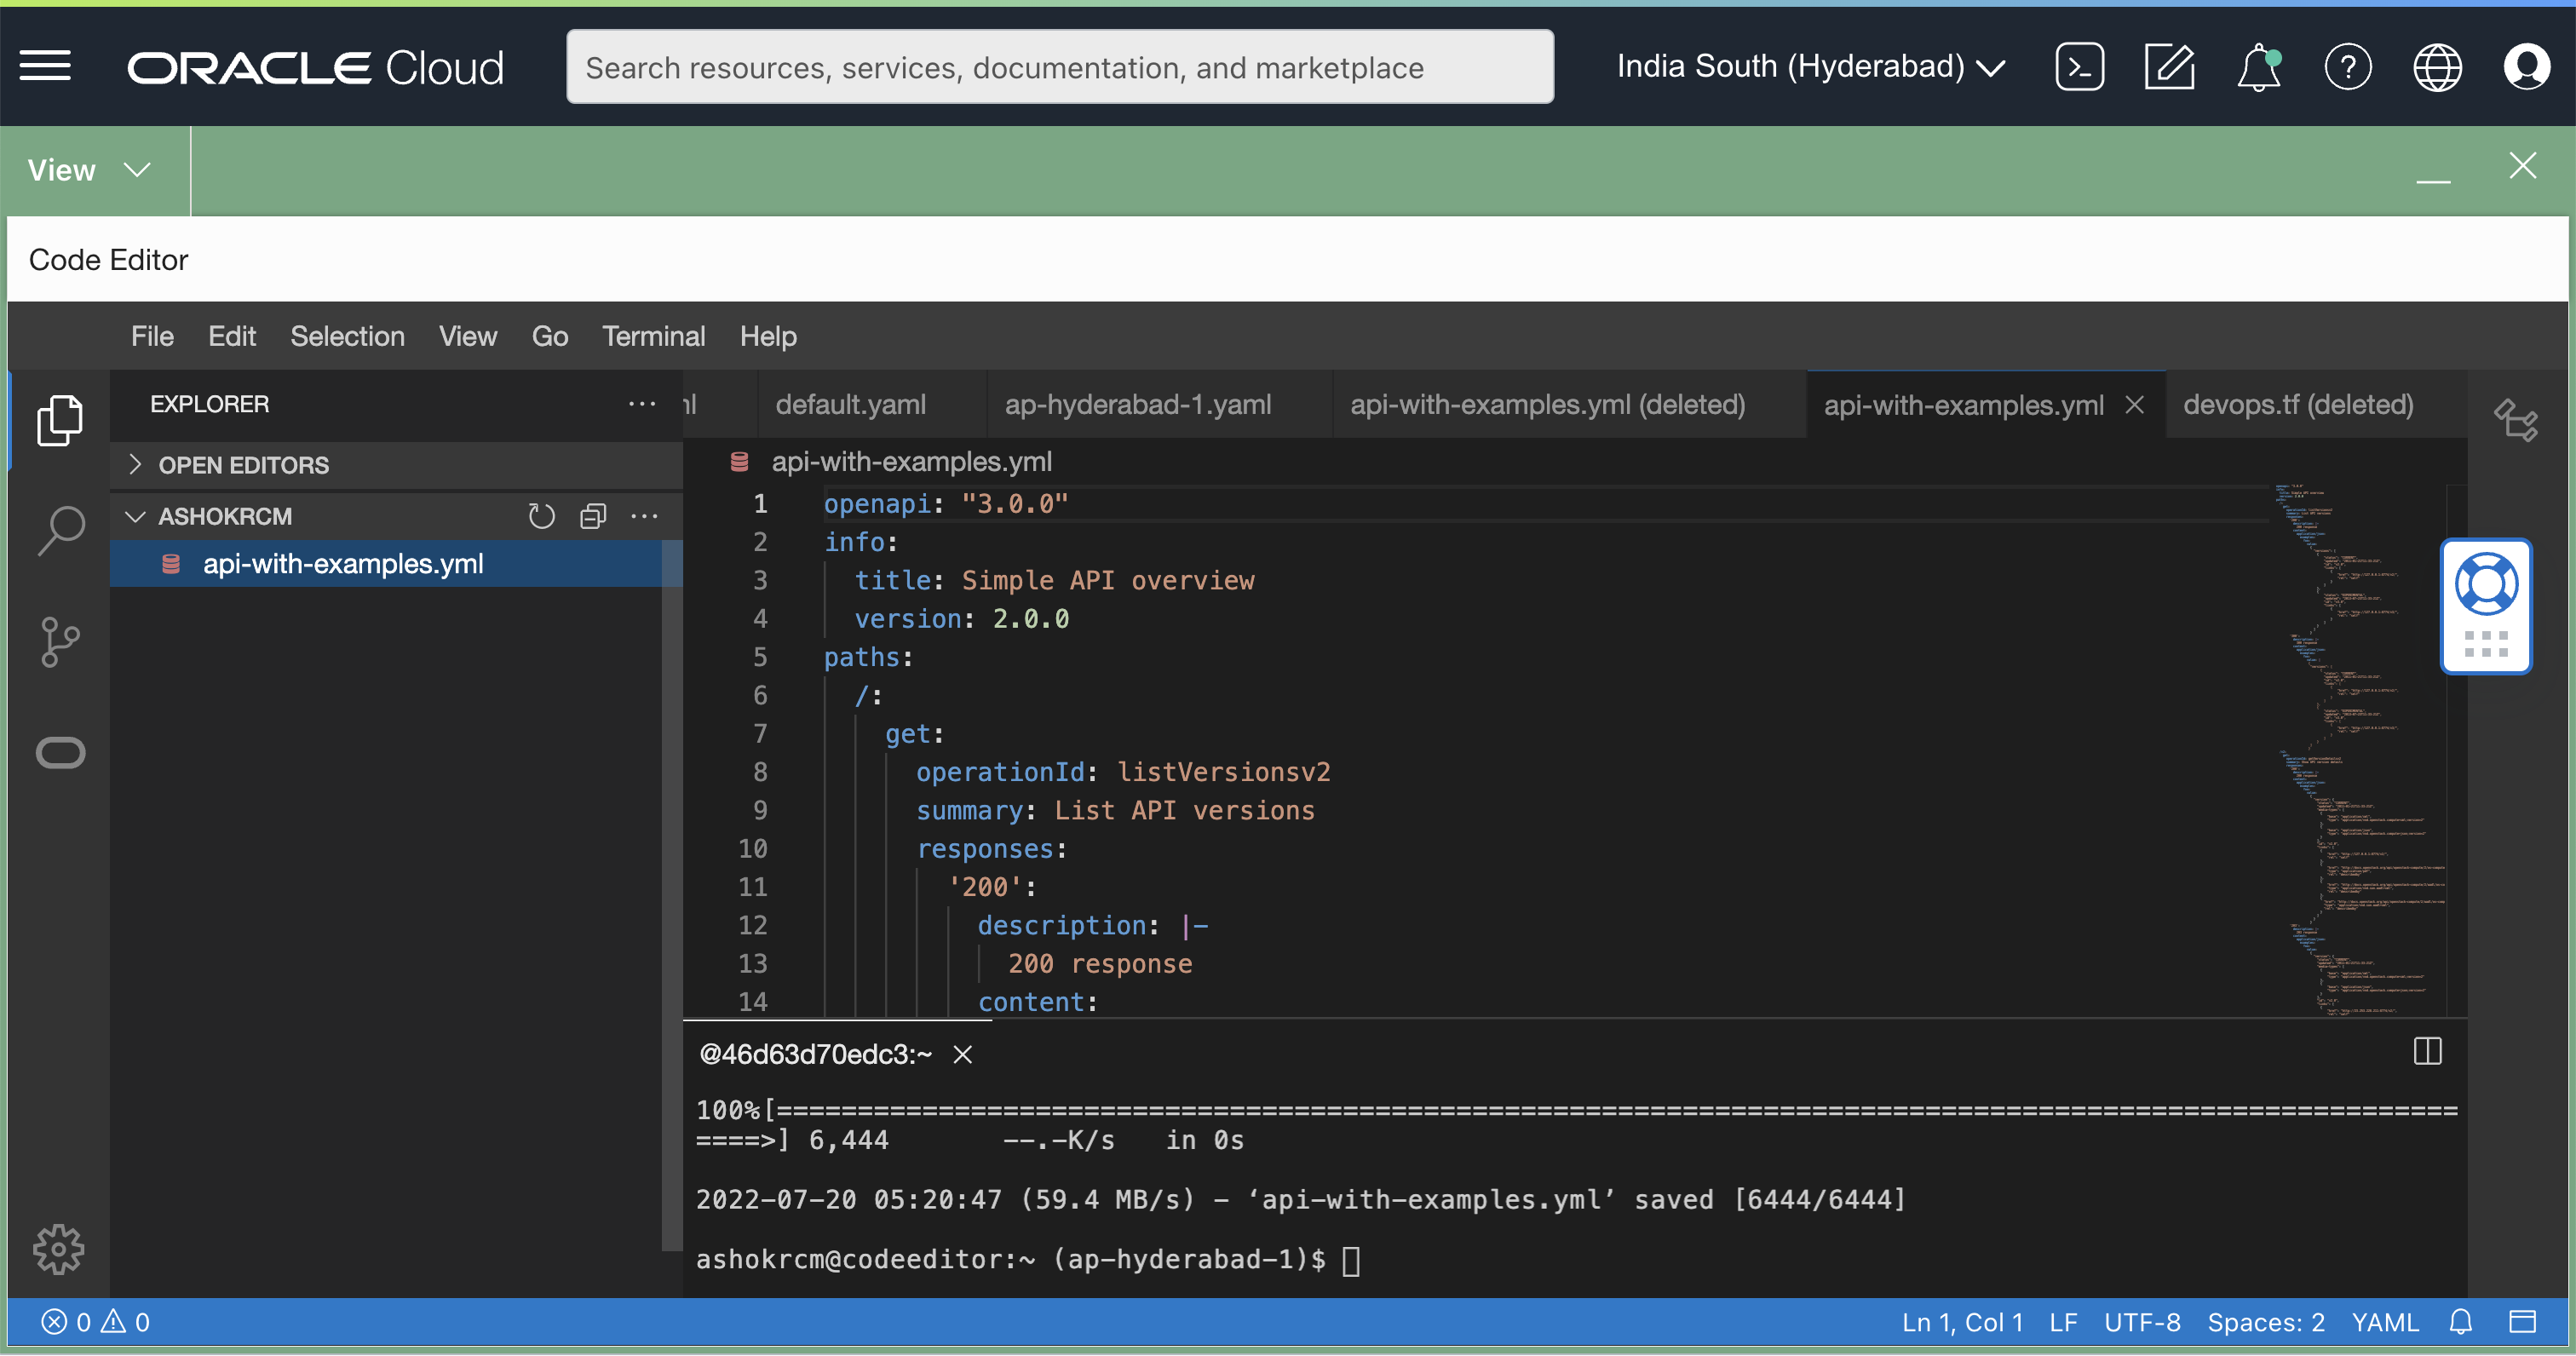 ORACLE Cloud
Search resources, services, documentation, and marketplace
India South (Hyderabad)
View
Code Editor
File Edit Selection View Go Terminal Help
EXPLORER
default.yaml ap-hyderabad-1.yaml api-with-examples.yml (deleted) api-with-examples.yml devops.tf (deleted)
OPEN EDITORS
ASHOKRCM
api-with-examples.yml
api-with-examples.yml
1 openapi: "3.0.0"
2 info:
3 title: Simple API overview
4 version: 2.0.0
5 paths:
6 /:
7 get:
8 operationId: listVersionsv2
9 summary: List API versions
10 responses:
11 '200':
12 description: |-
13 200 response
14 content:
@46d63d70edc3:~
100%[==============================================================================================================
====>] 6,444 --.-K/s in 0s
2022-07-20 05:20:47 (59.4 MB/s) - ‘api-with-examples.yml’ saved [6444/6444]
ashokrcm@codeeditor:~ (ap-hyderabad-1)$
0 0
Ln 1, Col 1 LF UTF-8 Spaces: 2 YAML